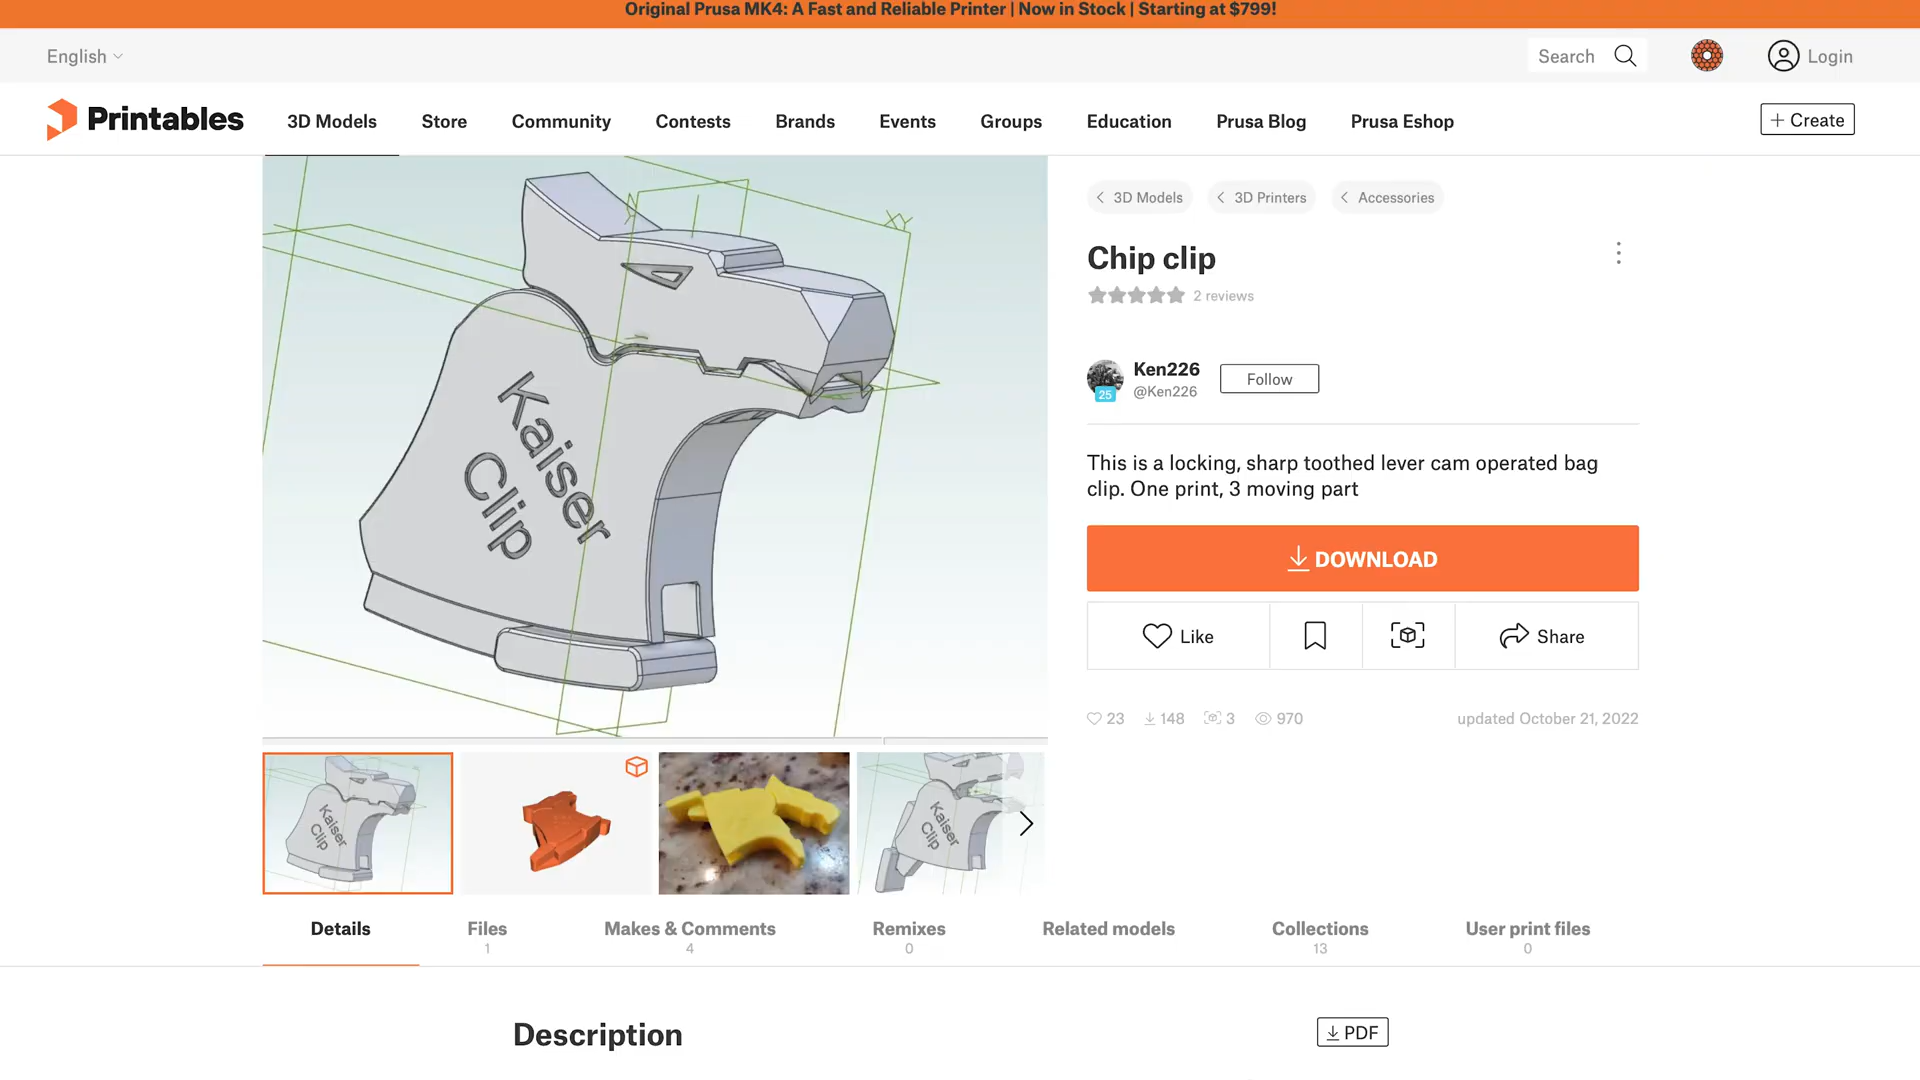 Original Prusa MK4: A Fast and Reliable Printer | Now in Stock | Starting at $799!
English
Search
Login
Printables
3D Models
Store
Community
Contests
Brands
Events
Groups
Education
Prusa Blog
Prusa Eshop
+ Create
XY
Kaiser
Clip
3D Models
3D Printers
Accessories
Chip clip
2 reviews
Ken226
25
@Ken226
Follow
This is a locking, sharp toothed lever cam operated bag
clip. One print, 3 moving part
DOWNLOAD
Like
Share
23
148
3
970
updated October 21, 2022
Kaiser
Clip
Kaiser
Clip
Details
Files
1
Makes & Comments
4
Remixes
0
Related models
Collections
13
User print files
0
Description
PDF